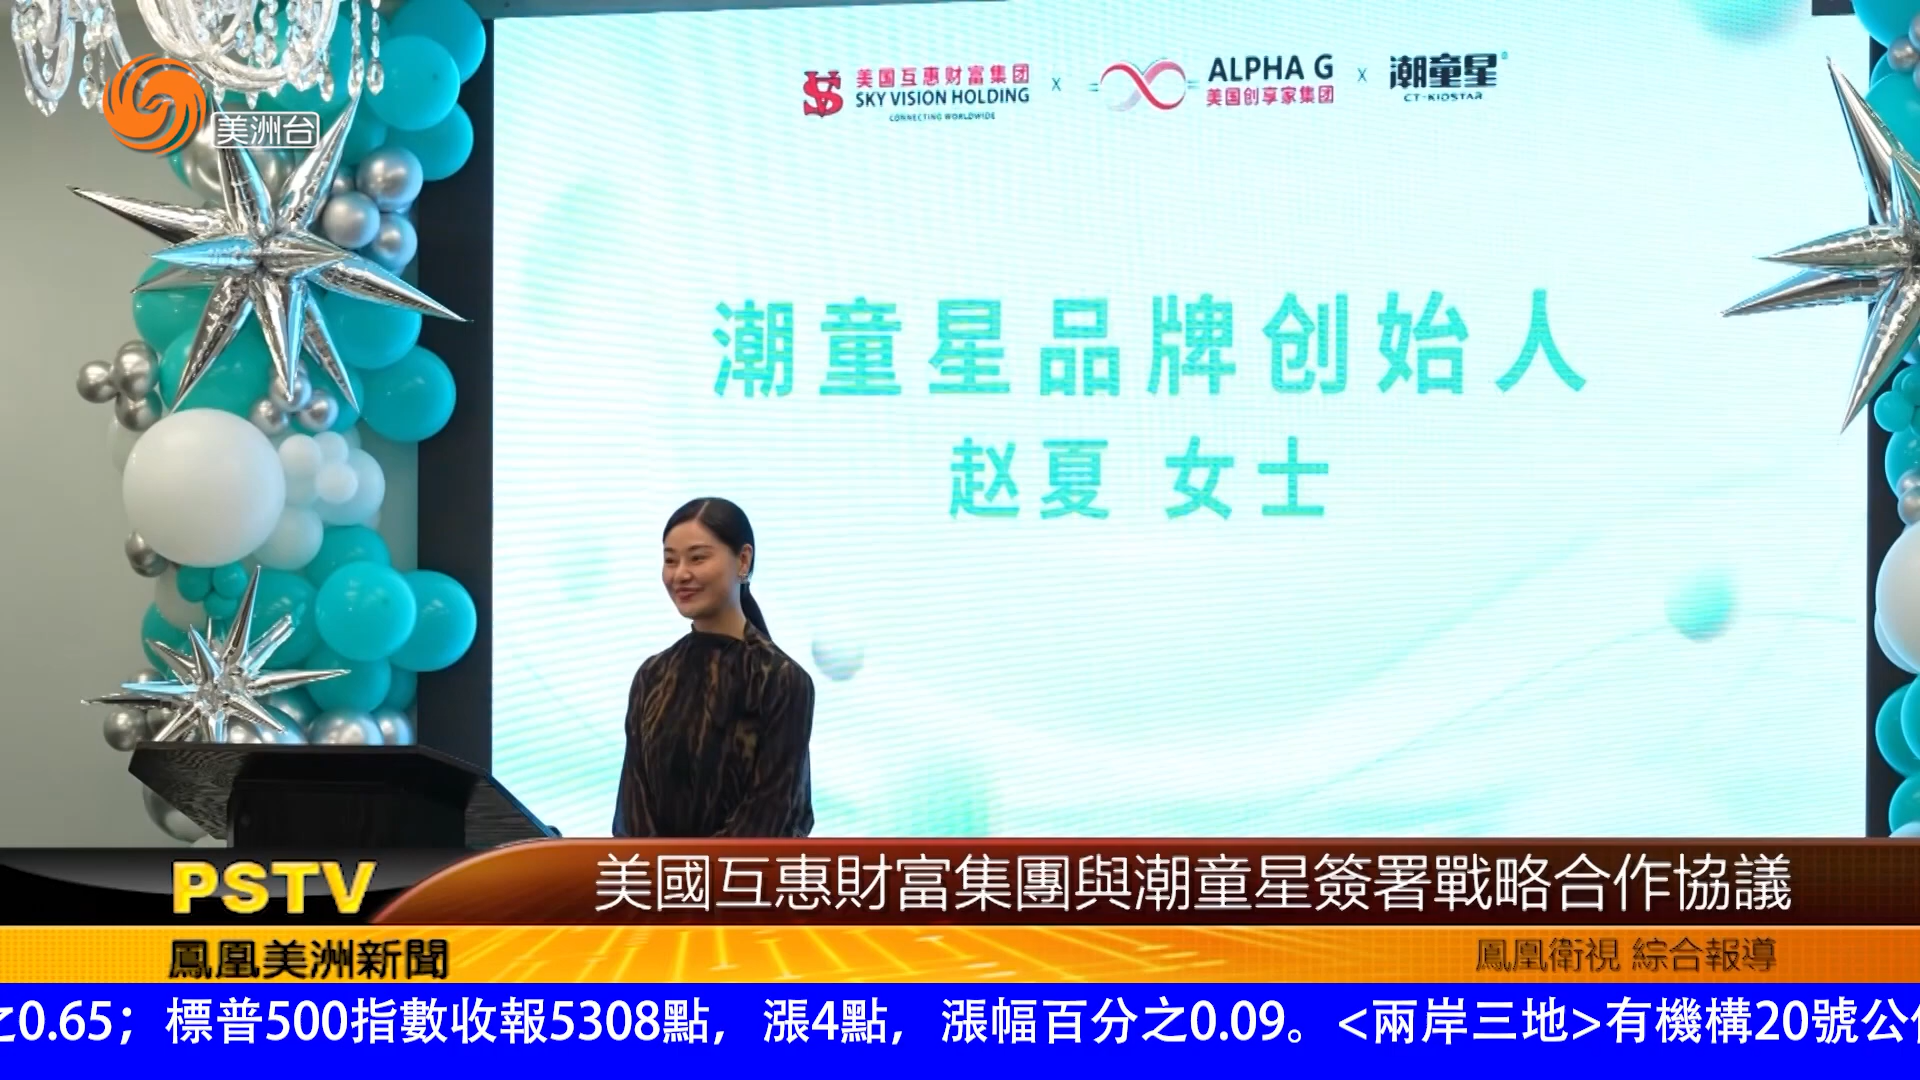 美洲台
美国互惠财富集团
SKY VISION HOLDING
CONNECTING WORLDWIDE
X
ALPHA G
美国创享家集团
X
潮童星
CT-KIDSTAR
潮童星品牌创始人
赵夏 女士
PSTV
美國互惠財富集團與潮童星簽署戰略合作協議
鳳凰美洲新聞
鳳凰衛視 綜合報導
之0.65；標普500指數收報5308點，漲4點，漲幅百分之0.09。<兩岸三地>有機構20號公